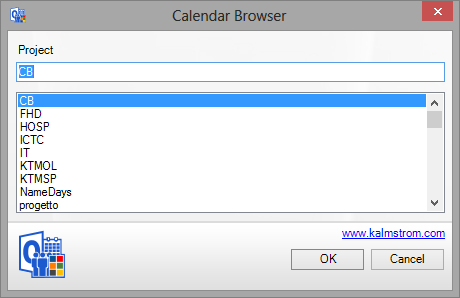 Calendar Browser
Project
CB
CB
FHD
HOSP
ICTC
IT
KTMOL
KTMSP
NameDays
progetto
www.kalmstrom.com
OK
Cancel